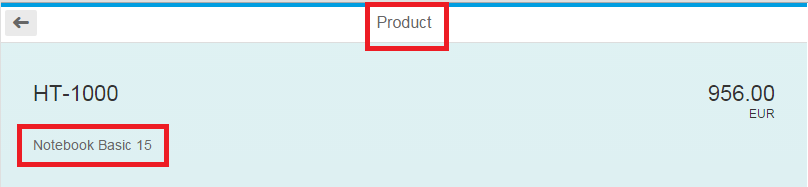 Product
HT-1000
956.00
EUR
Notebook Basic 15